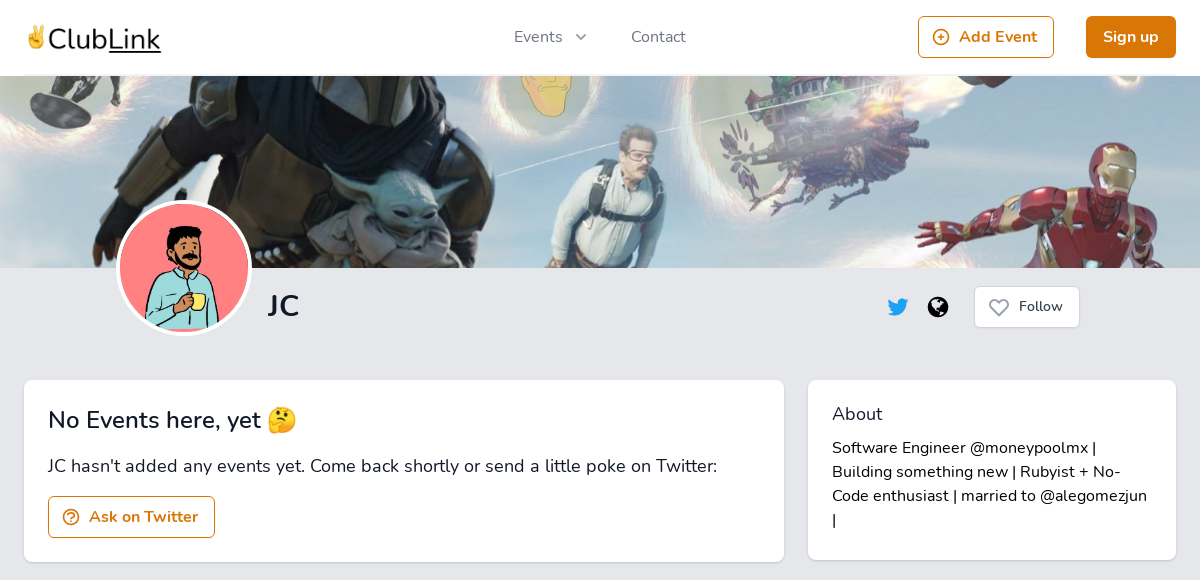 ✌️ClubLink
Events
Contact
Add Event
Sign up
JC
Follow
No Events here, yet 🤔
JC hasn't added any events yet. Come back shortly or send a little poke on Twitter:
Ask on Twitter
About
Software Engineer @moneypoolmx |
Building something new | Rubyist + No-
Code enthusiast | married to @alegomezjun
|